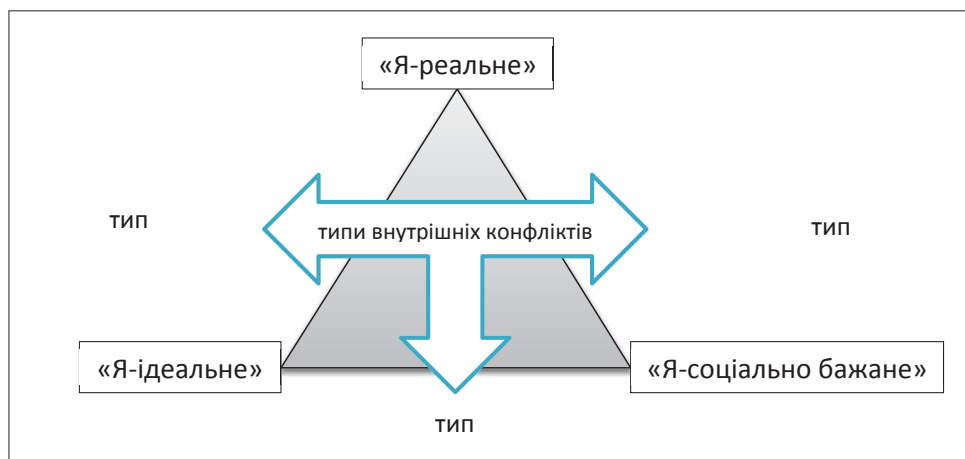 «Я-реальне»
тип
типи внутрішніх конфліктів
тип
«Я-ідеальне»
«Я-соціально бажане»
тип